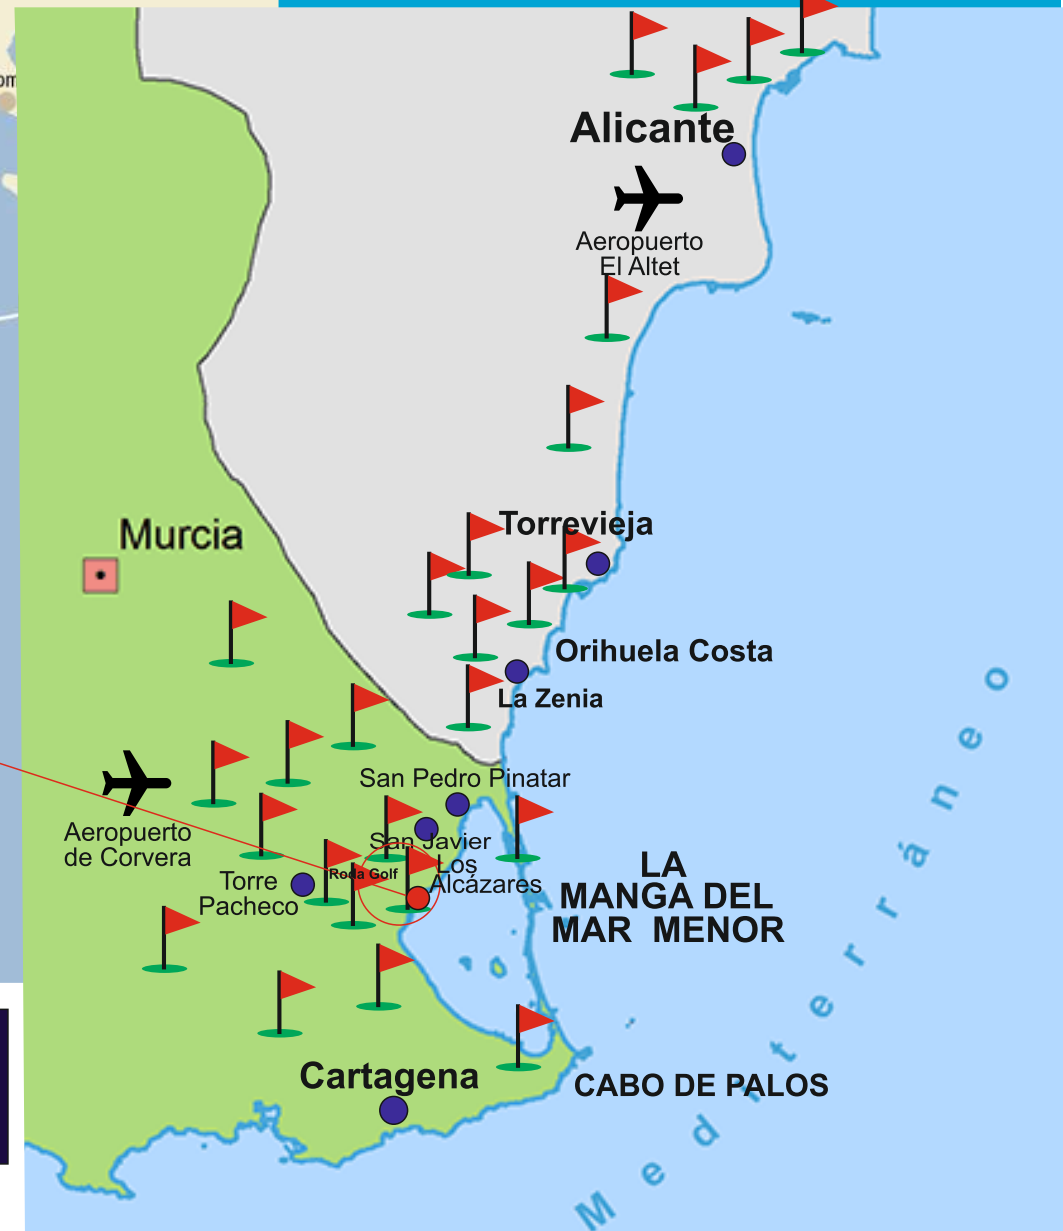 Alicante
Aeropuerto
El Altet
Torrevieja
Murcia
Orihuela Costa
La Zenia
San Pedro Pinatar
San Javier
Los
Alcázares
Roda Golf
Aeropuerto
de Corvera
Torre
Pacheco
LA
MANGA DEL
MAR MENOR
Cartagena
CABO DE PALOS
Medterráneo